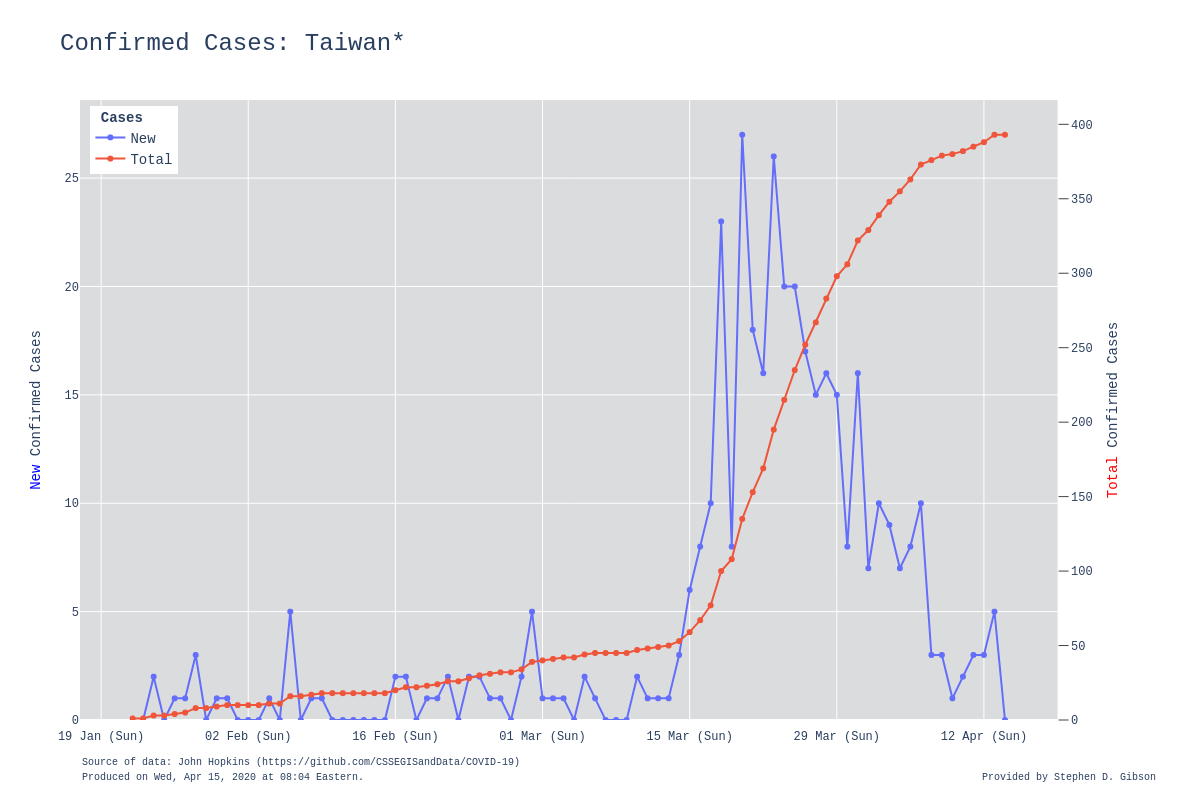 Confirmed Cases: Taiwan*
Cases
New
Total
25
20
15
10
5
0
400
350
300
250
200
150
100
50
0
New Confirmed Cases
Total Confirmed Cases
19 Jan (Sun) 02 Feb (Sun) 16 Feb (Sun) 01 Mar (Sun) 15 Mar (Sun) 29 Mar (Sun) 12 Apr (Sun)
Source of data: John Hopkins (https://github.com/CSSEGISandData/COVID-19)
Produced on Wed, Apr 15, 2020 at 08:04 Eastern.
Provided by Stephen D. Gibson